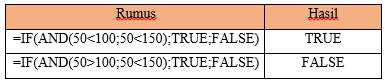 Rumus Hasil
=IF(AND(50<100;50<150);TRUE;FALSE) TRUE
=IF(AND(50>100;50<150);TRUE;FALSE) FALSE